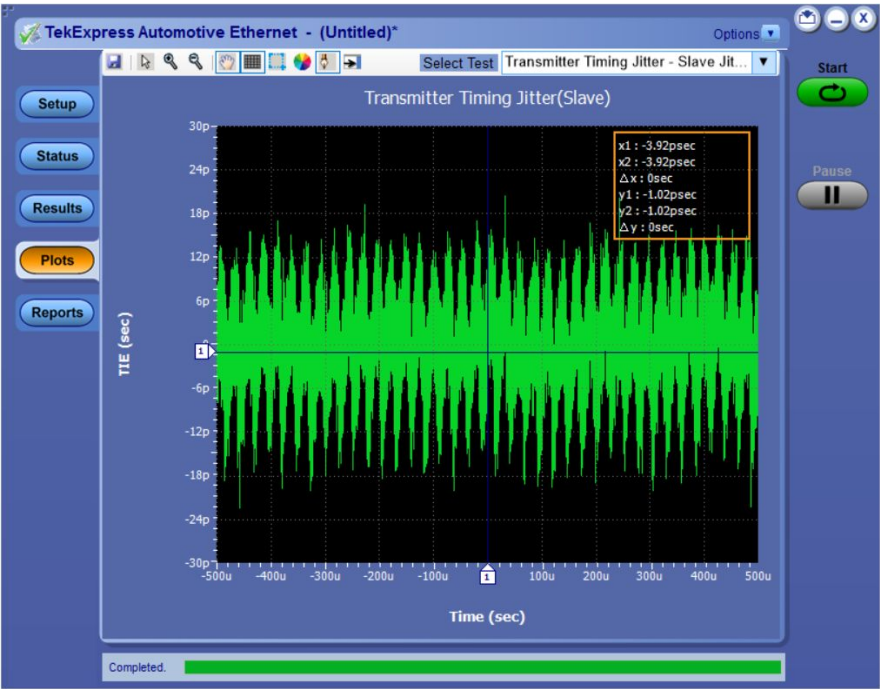 TekExpress Automotive Ethernet - (Untitled)*
Options
Start
Pause
Setup
Status
Results
Plots
Reports
Select Test
Transmitter Timing Jitter - Slave Jit...
Transmitter Timing Jitter(Slave)
x1 : -3.92psec
x2 : -3.92psec
Δx : 0sec
y1 : -1.02psec
y2 : -1.02psec
Δy : 0sec
TIE (sec)
30p
24p
18p
12p
6p
1
-6p
-12p
-18p
-24p
-30p
-500u -400u -300u -200u -100u 1 100u 200u 300u 400u 500u
Time (sec)
Completed.